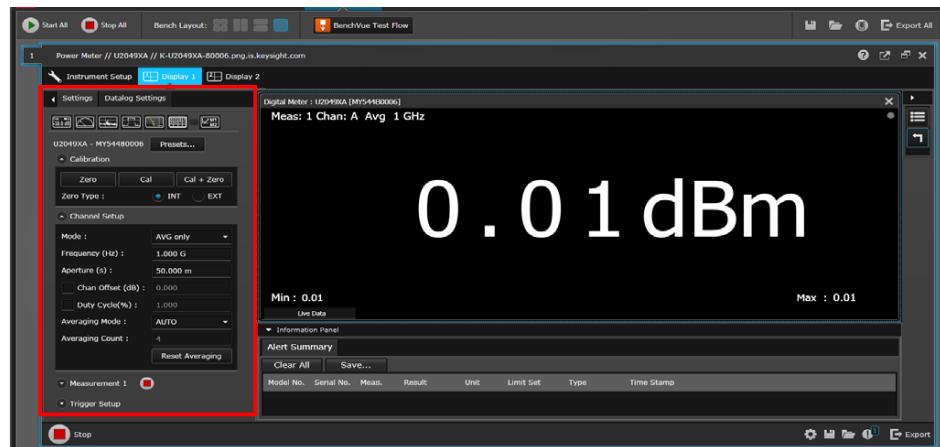 Start All Stop All Bench Layout: BenchVue Test Flow Export All
1 Power Meter // U2049XA // K-U2049XA-80006.png.is.keysight.com
Instrument Setup Display 1 Display 2
Settings Datalog Settings
U2049XA - MY54480006 Presets...
Calibration
Zero Cal Cal + Zero
Zero Type : INT EXT
Channel Setup
Mode : AVG only
Frequency (Hz) : 1.000 G
Aperture (s) : 50.000 m
Chan Offset (dB) : 0.000
Duty Cycle(%) : 1.000
Averaging Mode : AUTO
Averaging Count : 4
Reset Averaging
Measurement 1
Trigger Setup
Digital Meter : U2049XA [MY54480006]
Meas: 1 Chan: A Avg 1 GHz
0.01 dBm
Min : 0.01 Max : 0.01
Live Data
Information Panel
Alert Summary
Clear All Save...
Model No. Serial No. Meas. Result Unit Limit Set Type Time Stamp
Stop Export